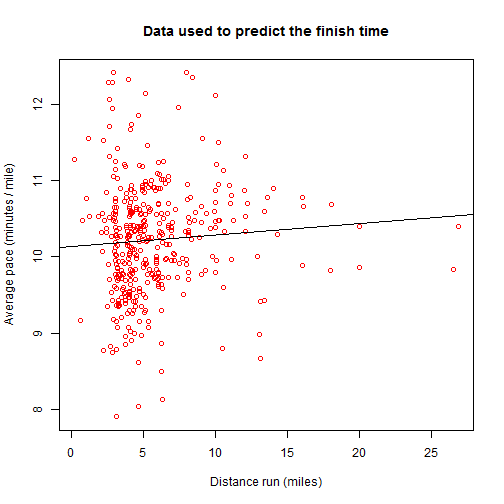 Data used to predict the finish time
Average pace (minutes / mile)
12
11
10
9
8
0 5 10 15 20 25
Distance run (miles)